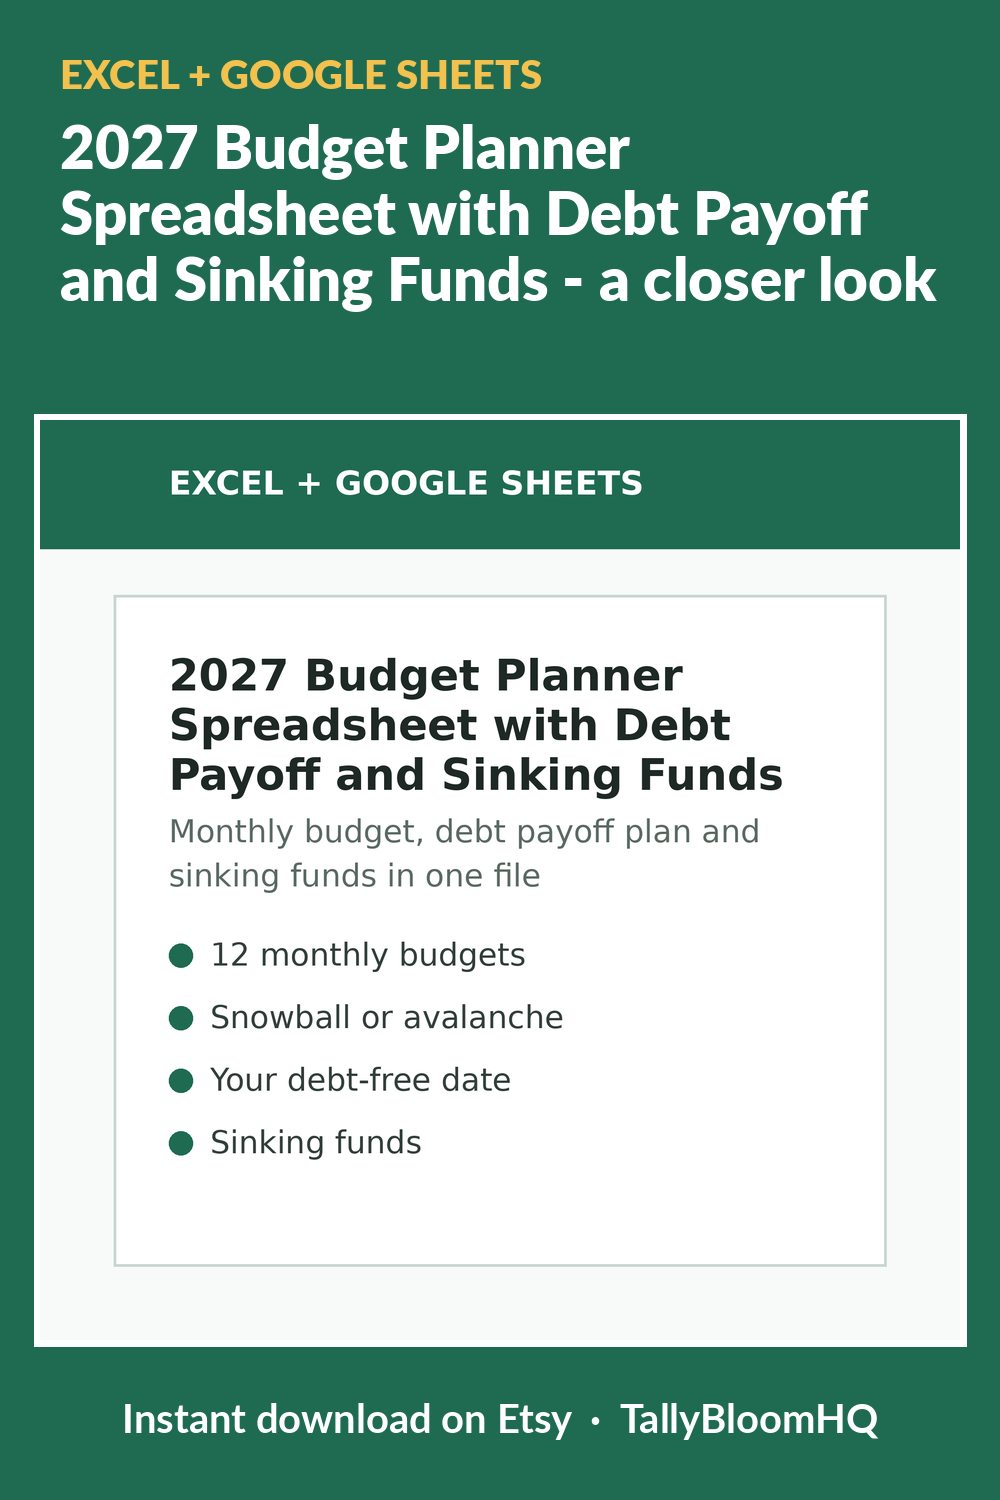 EXCEL + GOOGLE SHEETS
2027 Budget Planner
Spreadsheet with Debt Payoff
and Sinking Funds - a closer look
EXCEL + GOOGLE SHEETS
2027 Budget Planner
Spreadsheet with Debt
Payoff and Sinking Funds
Monthly budget, debt payoff plan and
sinking funds in one file
12 monthly budgets
Snowball or avalanche
Your debt-free date
Sinking funds
Instant download on Etsy · TallyBloomHQ